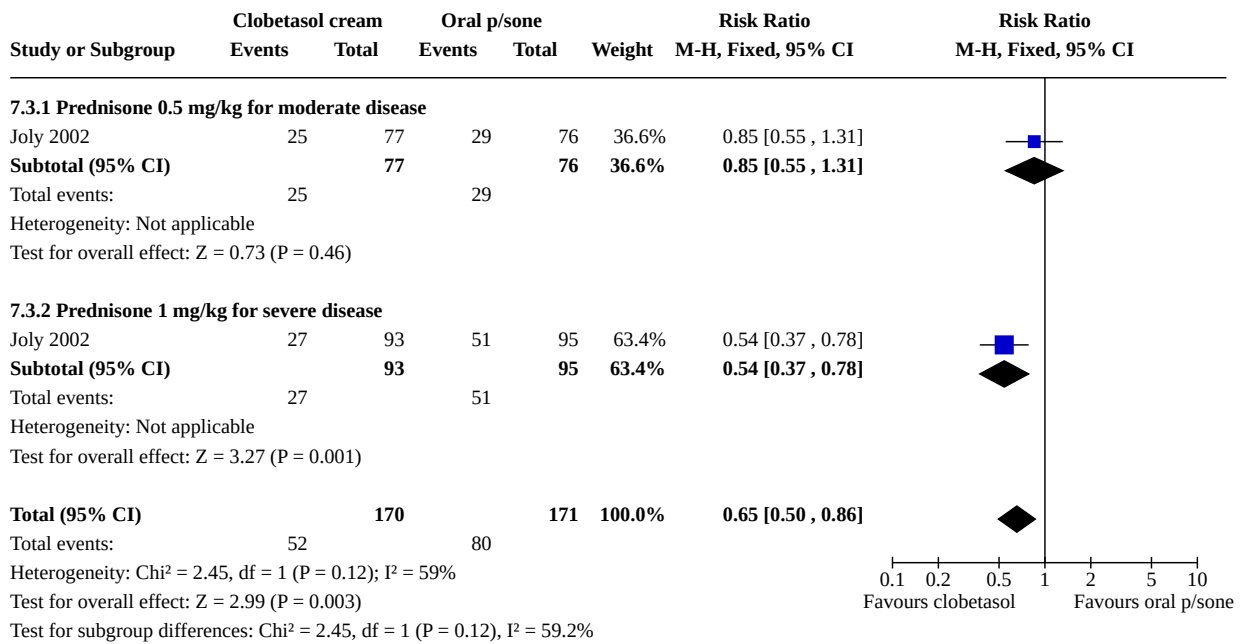 Clobetasol cream Oral p/sone Risk Ratio Risk Ratio
Study or Subgroup Events Total Events Total Weight M-H, Fixed, 95% CI M-H, Fixed, 95% CI
7.3.1 Prednisone 0.5 mg/kg for moderate disease
Joly 2002 25 77 29 76 36.6% 0.85 [0.55 , 1.31]
Subtotal (95% CI) 77 76 36.6% 0.85 [0.55 , 1.31]
Total events: 25 29
Heterogeneity: Not applicable
Test for overall effect: Z = 0.73 (P = 0.46)
7.3.2 Prednisone 1 mg/kg for severe disease
Joly 2002 27 93 51 95 63.4% 0.54 [0.37 , 0.78]
Subtotal (95% CI) 93 95 63.4% 0.54 [0.37 , 0.78]
Total events: 27 51
Heterogeneity: Not applicable
Test for overall effect: Z = 3.27 (P = 0.001)
Total (95% CI) 170 171 100.0% 0.65 [0.50 , 0.86]
Total events: 52 80
Heterogeneity: Chi² = 2.45, df = 1 (P = 0.12); I² = 59%
Test for overall effect: Z = 2.99 (P = 0.003)
Test for subgroup differences: Chi² = 2.45, df = 1 (P = 0.12), I² = 59.2%
0.1 0.2 0.5 1 2 5 10
Favours clobetasol Favours oral p/sone